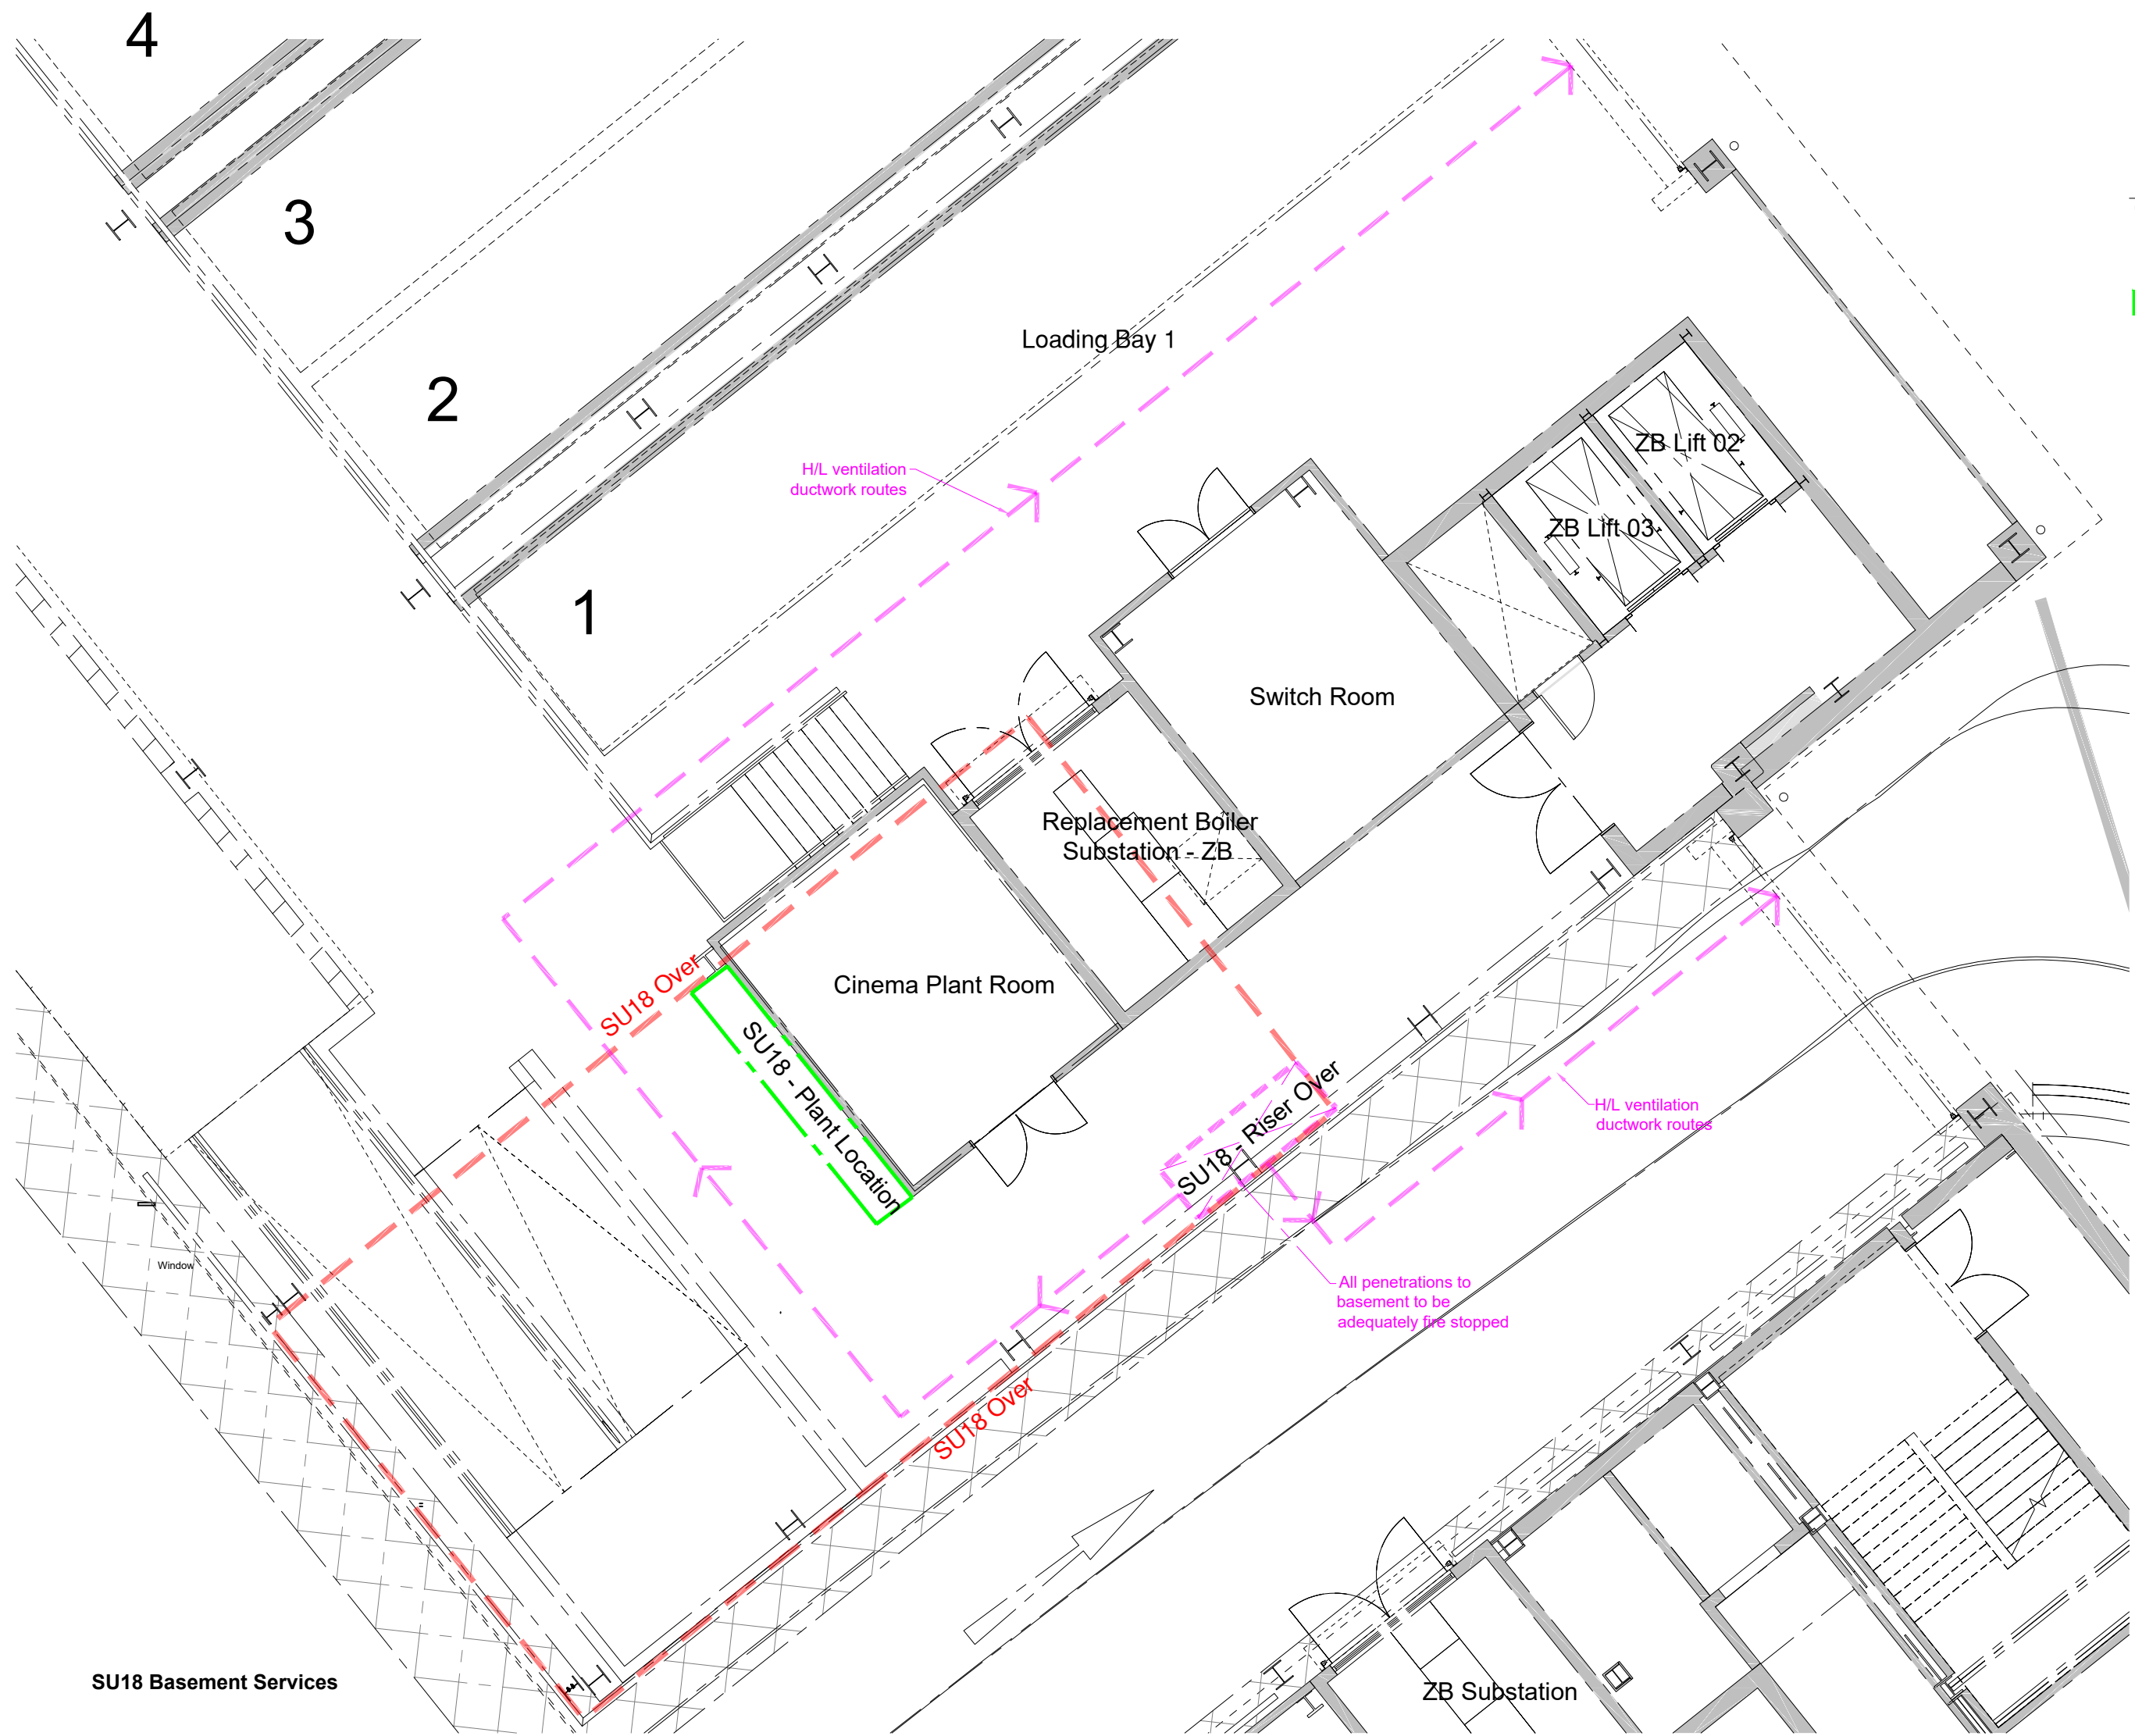 4
3
2
1
Loading Bay 1
H/L ventilation
ductwork routes
ZB Lift 02
ZB Lift 03
Switch Room
Replacement Boiler
Substation - ZB
Cinema Plant Room
SU18 Over
SU18 - Plant Location
SU18 - Riser Over
H/L ventilation
ductwork routes
All penetrations to
basement to be
adequately fire stopped
Window
SU18 Over
SU18 Basement Services
ZB Substation